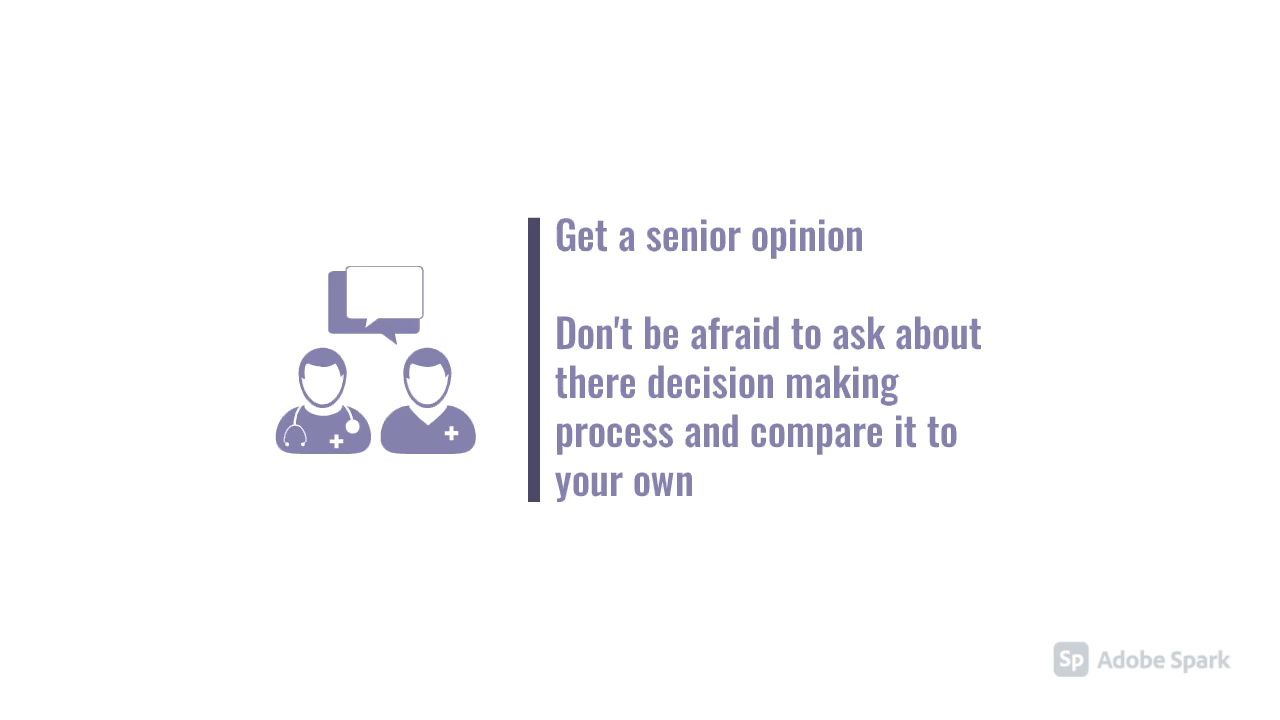 Get a senior opinion
Don't be afraid to ask about
there decision making
process and compare it to
your own
Sp Adobe Spark